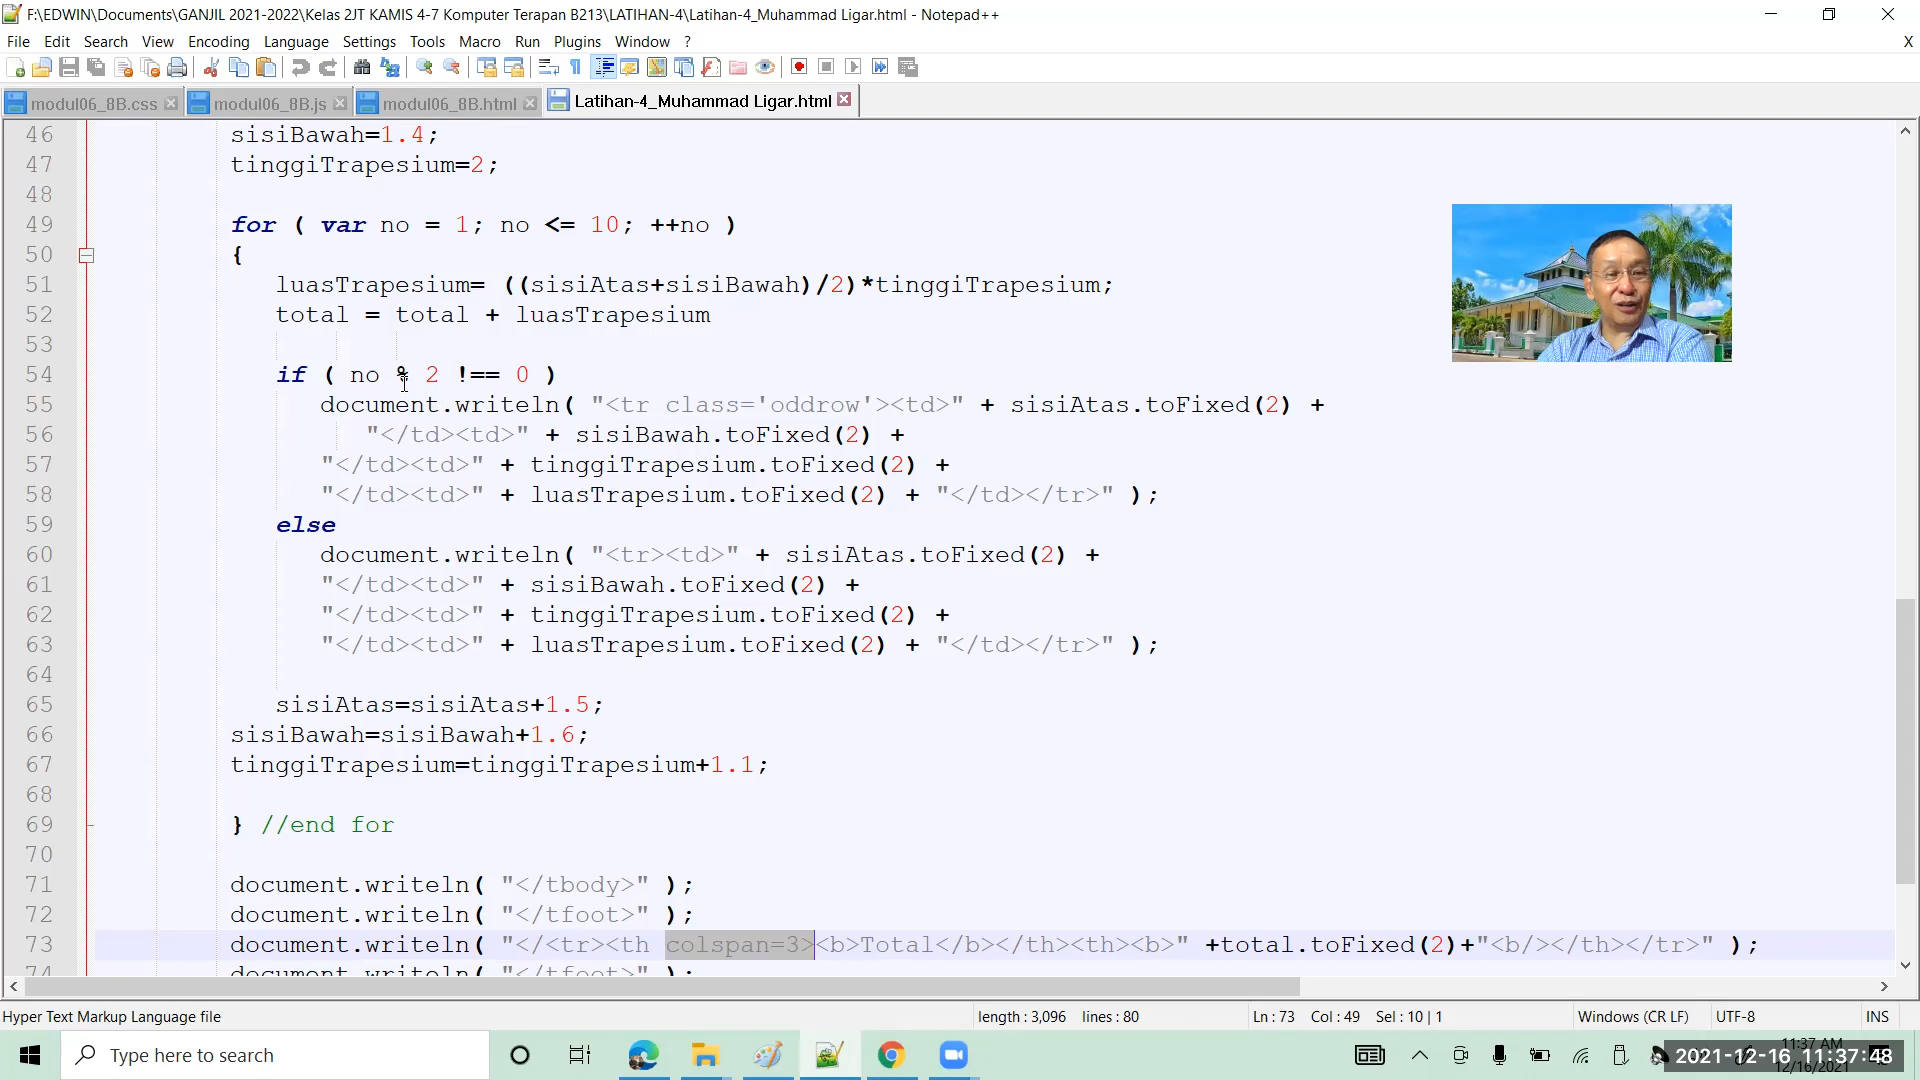 F:\EDWIN\Documents\GANJIL 2021-2022\Kelas 2JT KAMIS 4-7 Komputer Terapan B213\LATIHAN-4\Latihan-4_Muhammad Ligar.html - Notepad++
File Edit Search View Encoding Language Settings Tools Macro Run Plugins Window ? X
modul06_8B.css modul06_8B.js modul06_8B.html Latihan-4_Muhammad Ligar.html
46 sisiBawah=1.4;
47 tinggiTrapesium=2;
48
49 for ( var no = 1; no <= 10; ++no )
50 {
51 luasTrapesium= ((sisiAtas+sisiBawah)/2)*tinggiTrapesium;
52 total = total + luasTrapesium
53
54 if ( no % 2 !== 0 )
55 document.writeln( "<tr class='oddrow'><td>" + sisiAtas.toFixed(2) +
56 "</td><td>" + sisiBawah.toFixed(2) +
57 "</td><td>" + tinggiTrapesium.toFixed(2) +
58 "</td><td>" + luasTrapesium.toFixed(2) + "</td></tr>" );
59 else
60 document.writeln( "<tr><td>" + sisiAtas.toFixed(2) +
61 "</td><td>" + sisiBawah.toFixed(2) +
62 "</td><td>" + tinggiTrapesium.toFixed(2) +
63 "</td><td>" + luasTrapesium.toFixed(2) + "</td></tr>" );
64
65 sisiAtas=sisiAtas+1.5;
66 sisiBawah=sisiBawah+1.6;
67 tinggiTrapesium=tinggiTrapesium+1.1;
68
69 } //end for
70
71 document.writeln( "</tbody>" );
72 document.writeln( "</tfoot>" );
73 document.writeln( "</<tr><th colspan=3><b>Total</b></th><th><b>" +total.toFixed(2)+"<b/></th></tr>" );
74 document.writeln( "</tfoot>" );
Hyper Text Markup Language file length : 3,096 lines : 80 Ln : 73 Col : 49 Sel : 10 | 1 Windows (CR LF) UTF-8 INS
Type here to search
11:37 AM
2021-12-16 11:37:48
12/16/2021